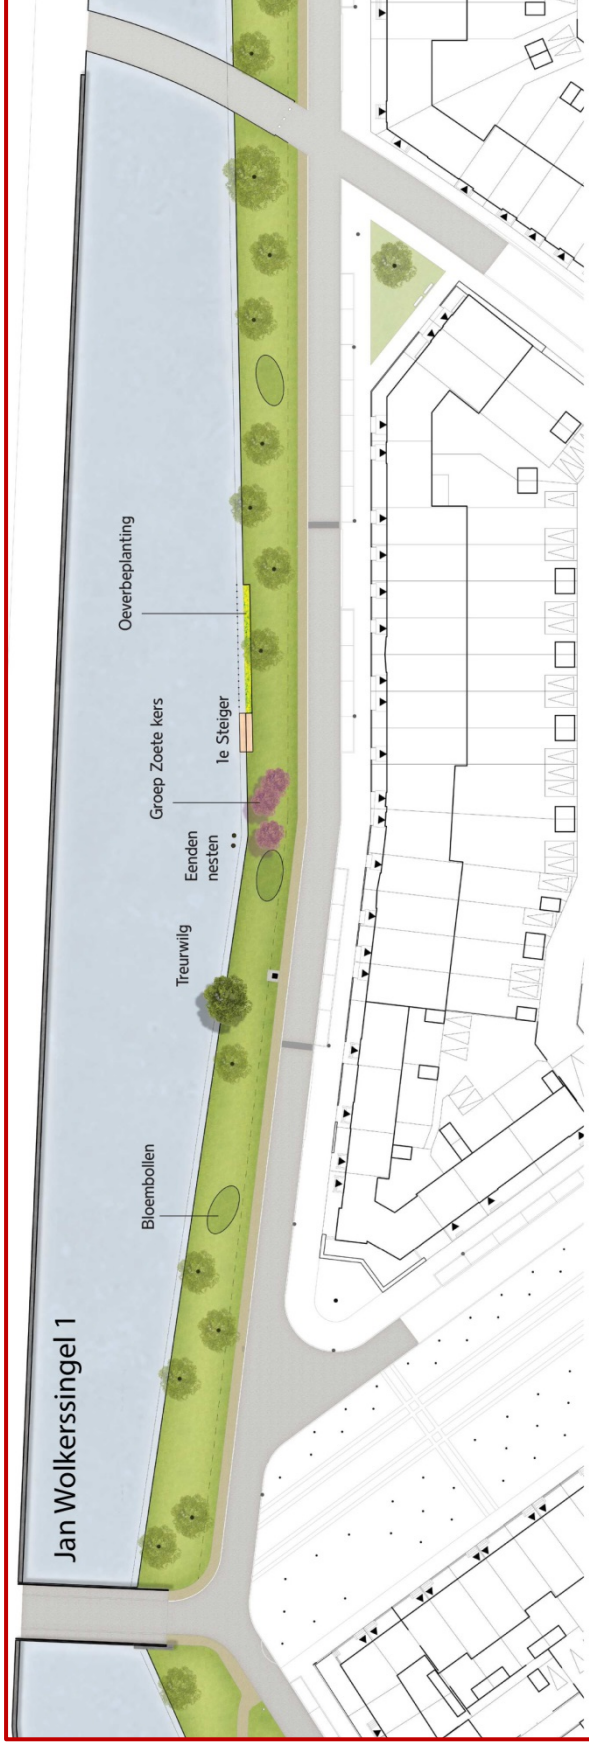 Jan Wolkerssingel 1
Bloembollen
Treurwilg
Eenden
nesten
Groep Zoete kers
1e Steiger
Oeverbeplanting